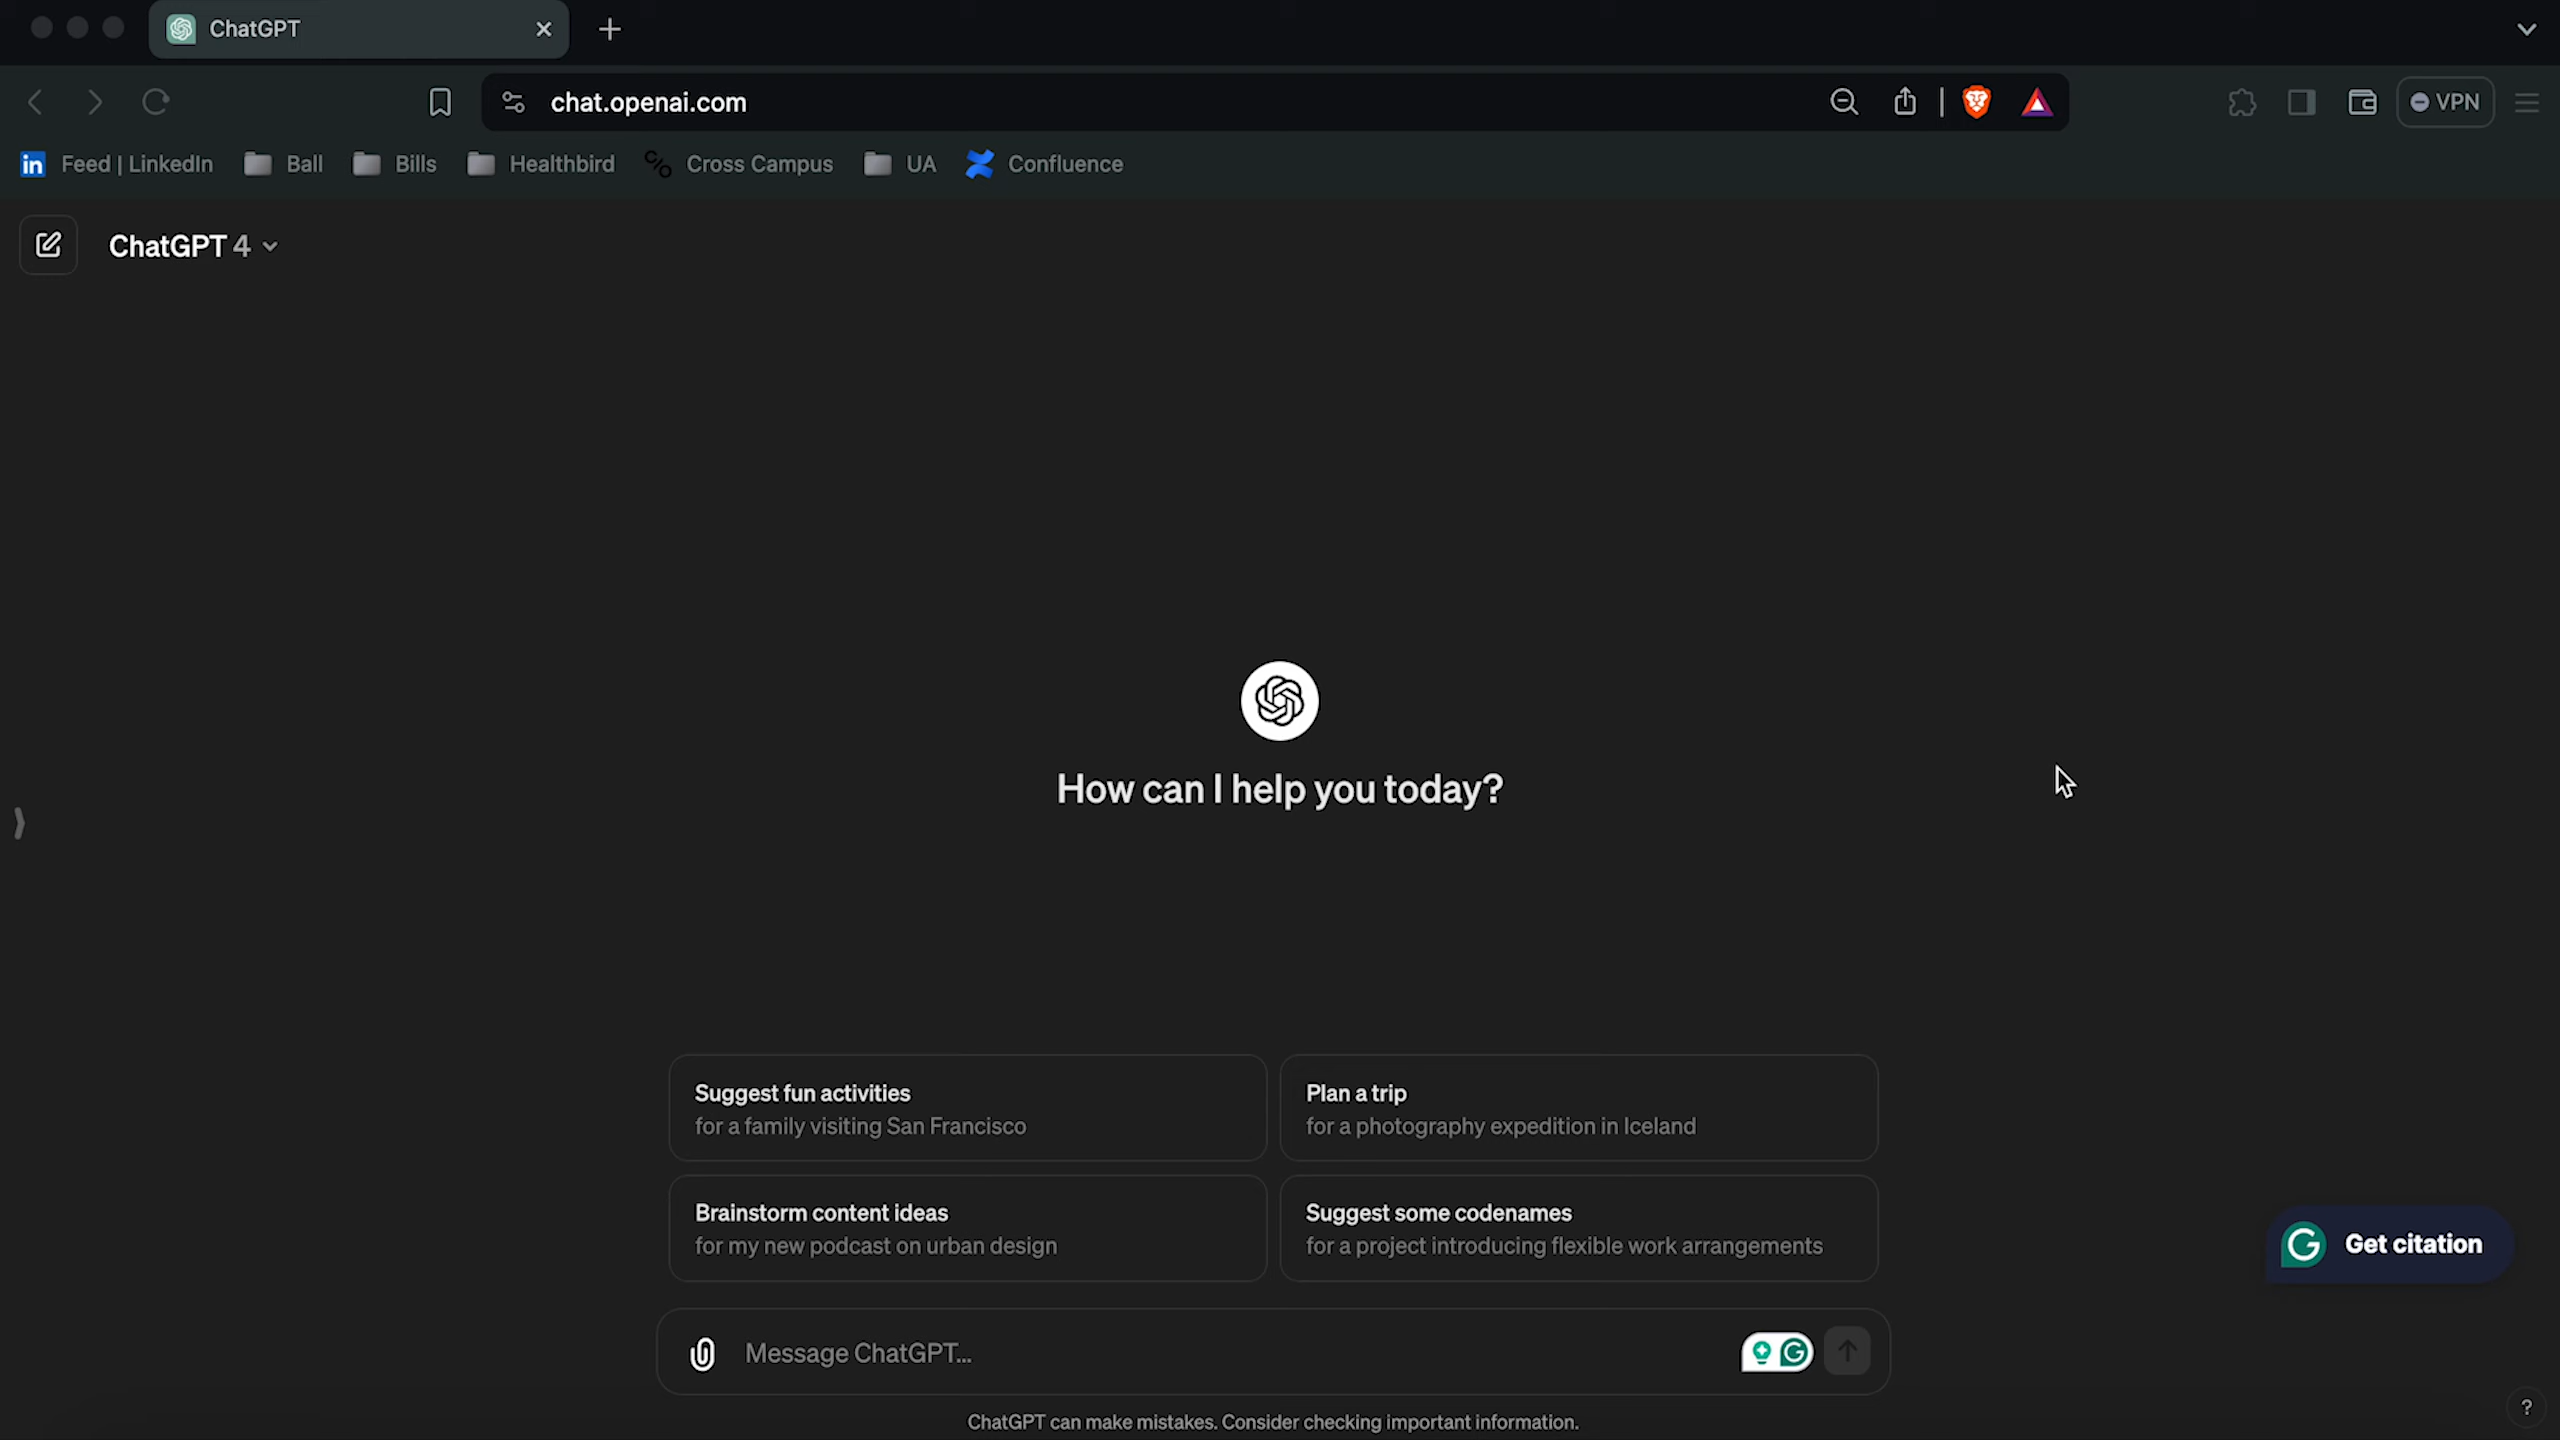 ChatGPT
chat.openai.com
VPN
in Feed | LinkedIn Ball Bills Healthbird C/O Cross Campus UA Confluence
ChatGPT 4
How can I help you today?
Suggest fun activities
for a family visiting San Francisco
Plan a trip
for a photography expedition in Iceland
Brainstorm content ideas
for my new podcast on urban design
Suggest some codenames
for a project introducing flexible work arrangements
G Get citation
Message ChatGPT...
G
ChatGPT can make mistakes. Consider checking important information.
?